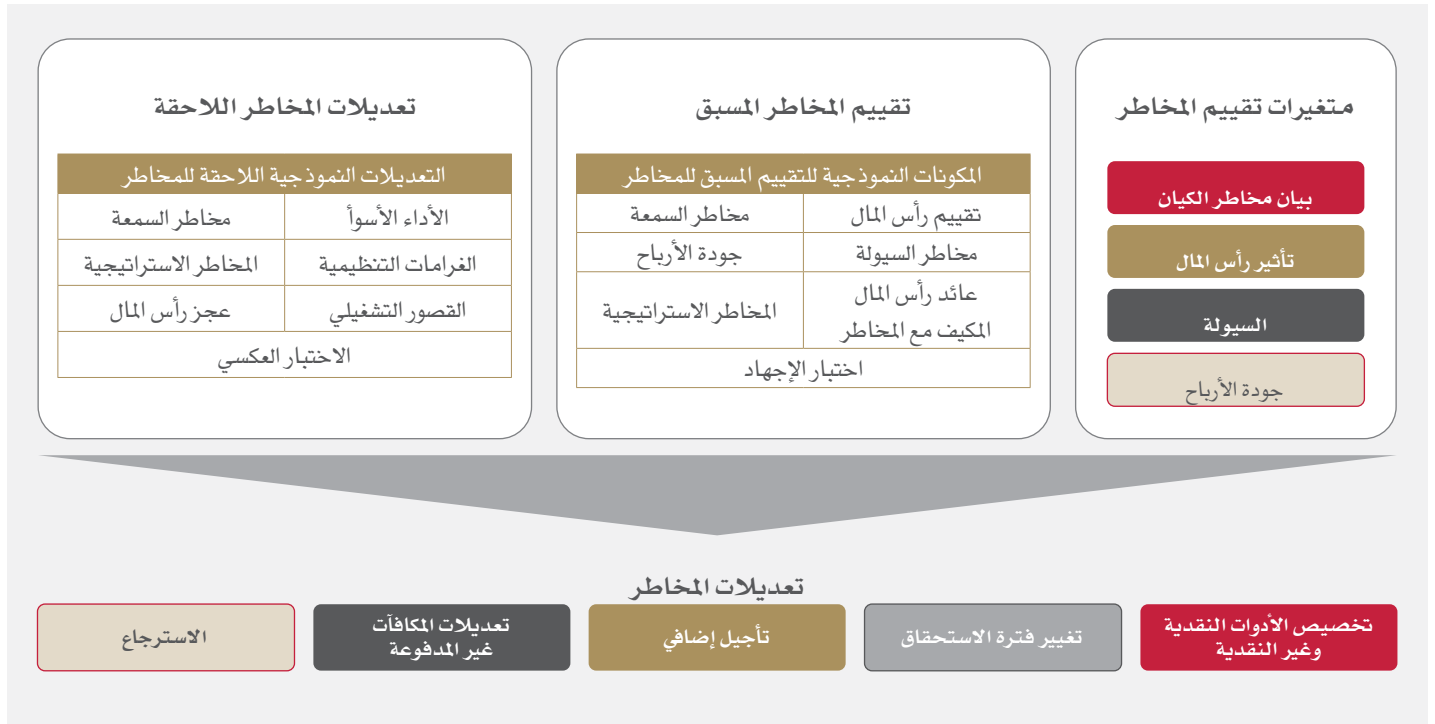 متغيرات تقييم المخاطر
بيان مخاطر الكيان
تأثير رأس المال
السيولة
جودة الأرباح
تقييم المخاطر المسبق
المكونات النموذجية للتقييم المسبق للمخاطر
تقييم رأس المال
مخاطر السمعة
مخاطر السيولة
جودة الأرباح
عائد رأس المال
المكيف مع المخاطر
المخاطر الاستراتيجية
اختبار الإجهاد
تعديلات المخاطر اللاحقة
التعديلات النموذجية اللاحقة للمخاطر
الأداء الأسوأ
مخاطر السمعة
الغرامات التنظيمية
المخاطر الاستراتيجية
القصور التشغيلي
عجز رأس المال
الاختبار العكسي
تعديلات المخاطر
تخصيص الأدوات النقدية
وغير النقدية
تغيير فترة الاستحقاق
تأجيل إضافي
تعديلات المكافآت
غير المدفوعة
الاسترجاع